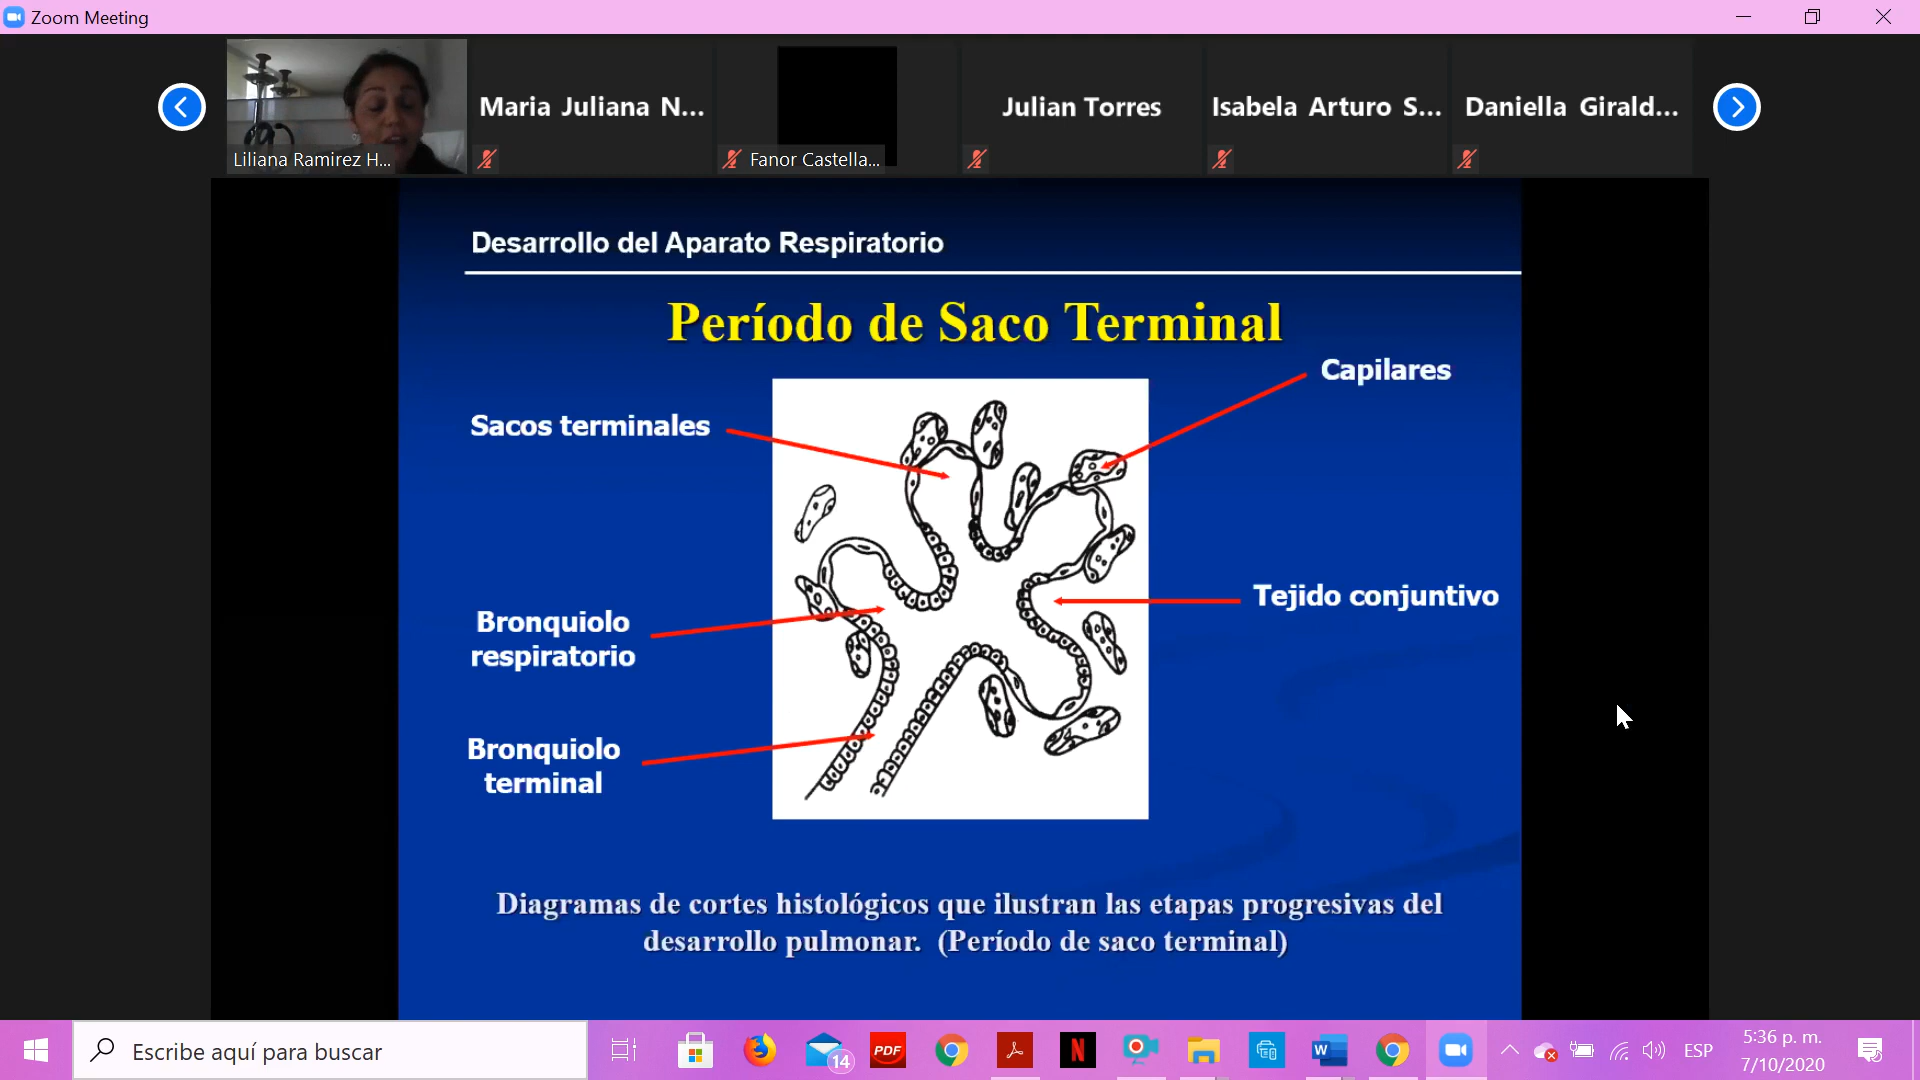 Zoom Meeting
Liliana Ramirez H...
Maria Juliana N...
Fanor Castella...
Julian Torres
Isabela Arturo S...
Daniella Girald...
Desarrollo del Aparato Respiratorio
Período de Saco Terminal
Capilares
Sacos terminales
Tejido conjuntivo
Bronquiolo
respiratorio
Bronquiolo
terminal
Diagramas de cortes histológicos que ilustran las etapas progresivas del
desarrollo pulmonar. (Período de saco terminal)
Escribe aquí para buscar
14
PDF
N
W
ESP
5:36 p. m.
7/10/2020